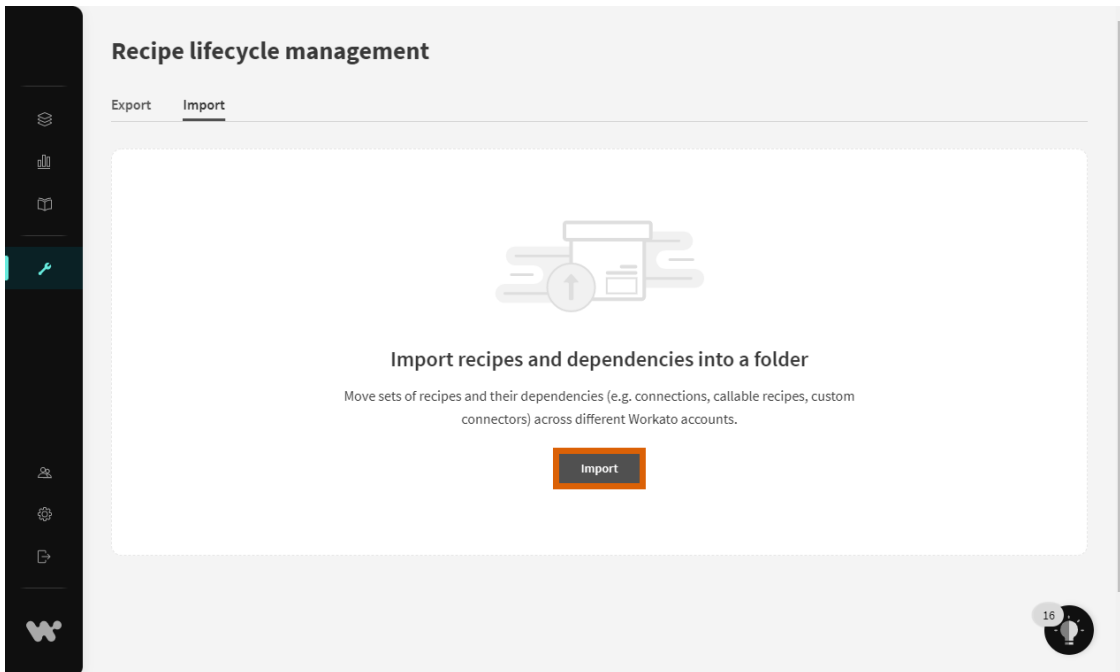 Recipe lifecycle management
Export Import
Import recipes and dependencies into a folder
Move sets of recipes and their dependencies (e.g. connections, callable recipes, custom
connectors) across different Workato accounts.
Import
16